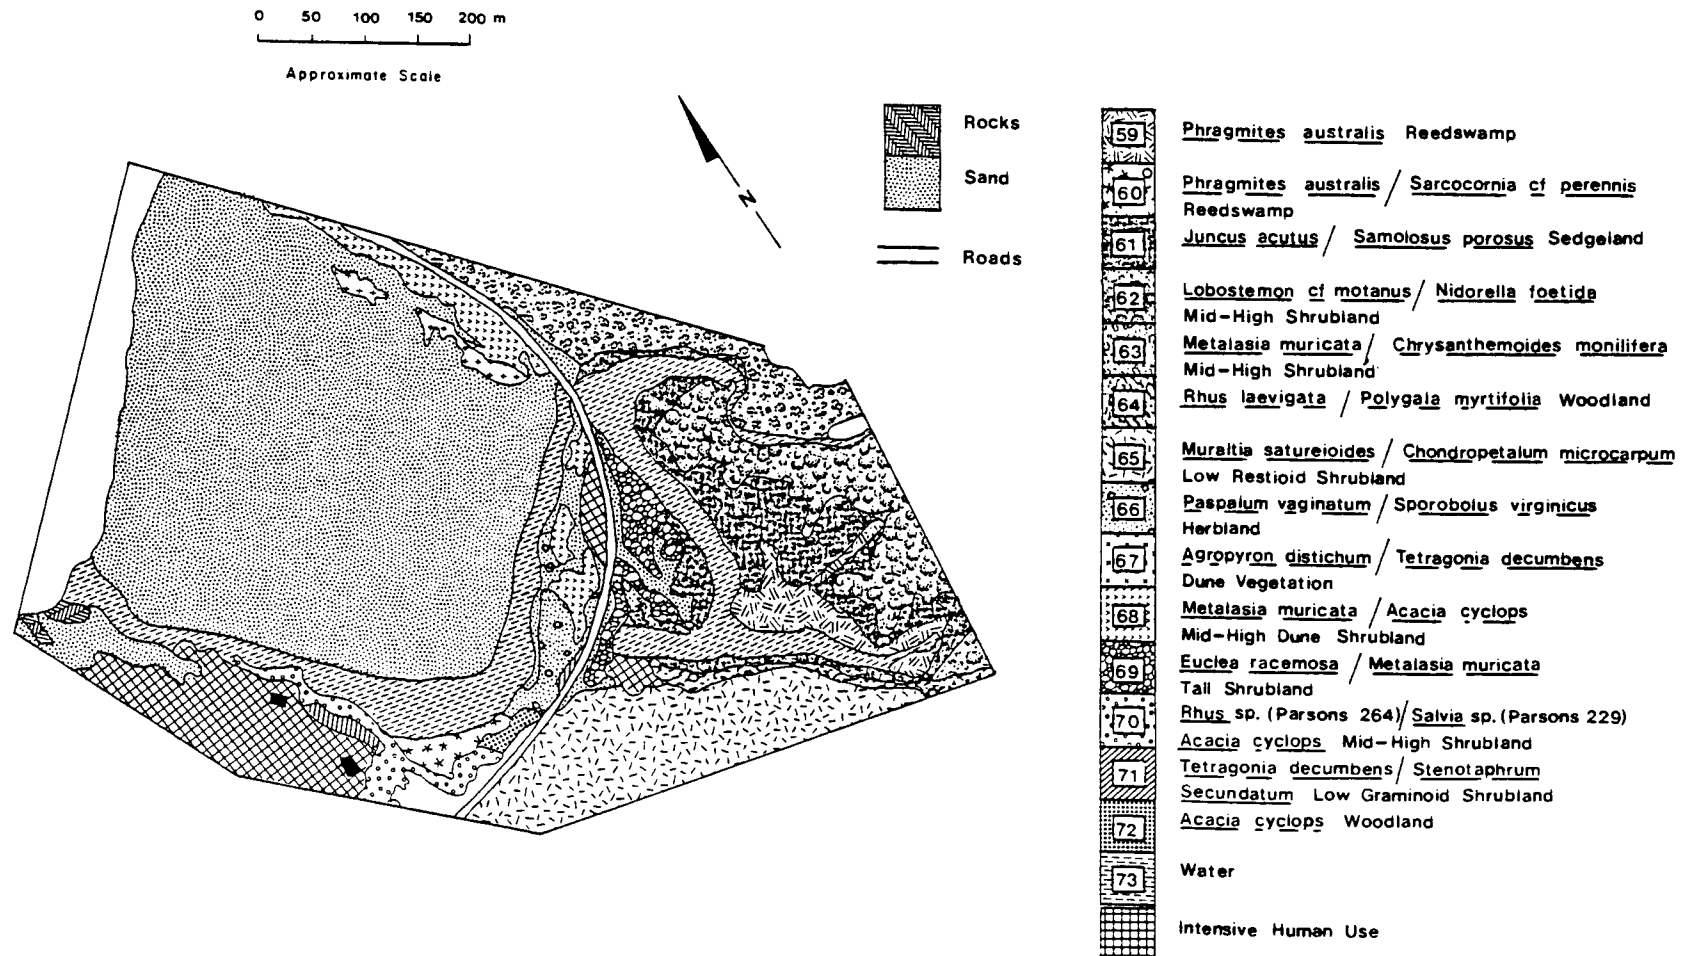 0 50 100 150 200 m
Approximate Scale
N
Rocks
Sand
Roads
59 Phragmites australis Reedswamp
60 Phragmites australis / Sarcocornia cf perennis
Reedswamp
61 Juncus acutus / Samolosus porosus Sedgeland
62 Lobostemon cf motanus / Nidorella foetida
Mid-High Shrubland
63 Metalasia muricata / Chrysanthemoides monilifera
Mid-High Shrubland
64 Rhus laevigata / Polygala myrtifolia Woodland
65 Muraltia satureioides / Chondropetalum microcarpum
Low Restioid Shrubland
66 Paspalum vaginatum / Sporobolus virginicus
Herbland
67 Agropyron distichum / Tetragonia decumbens
Dune Vegetation
68 Metalasia muricata / Acacia cyclops
Mid-High Dune Shrubland
69 Euclea racemosa / Metalasia muricata
Tall Shrubland
70 Rhus sp. (Parsons 264) / Salvia sp. (Parsons 229)
Acacia cyclops Mid-High Shrubland
71 Tetragonia decumbens / Stenotaphrum
Secundatum Low Graminoid Shrubland
72 Acacia cyclops Woodland
73 Water
Intensive Human Use